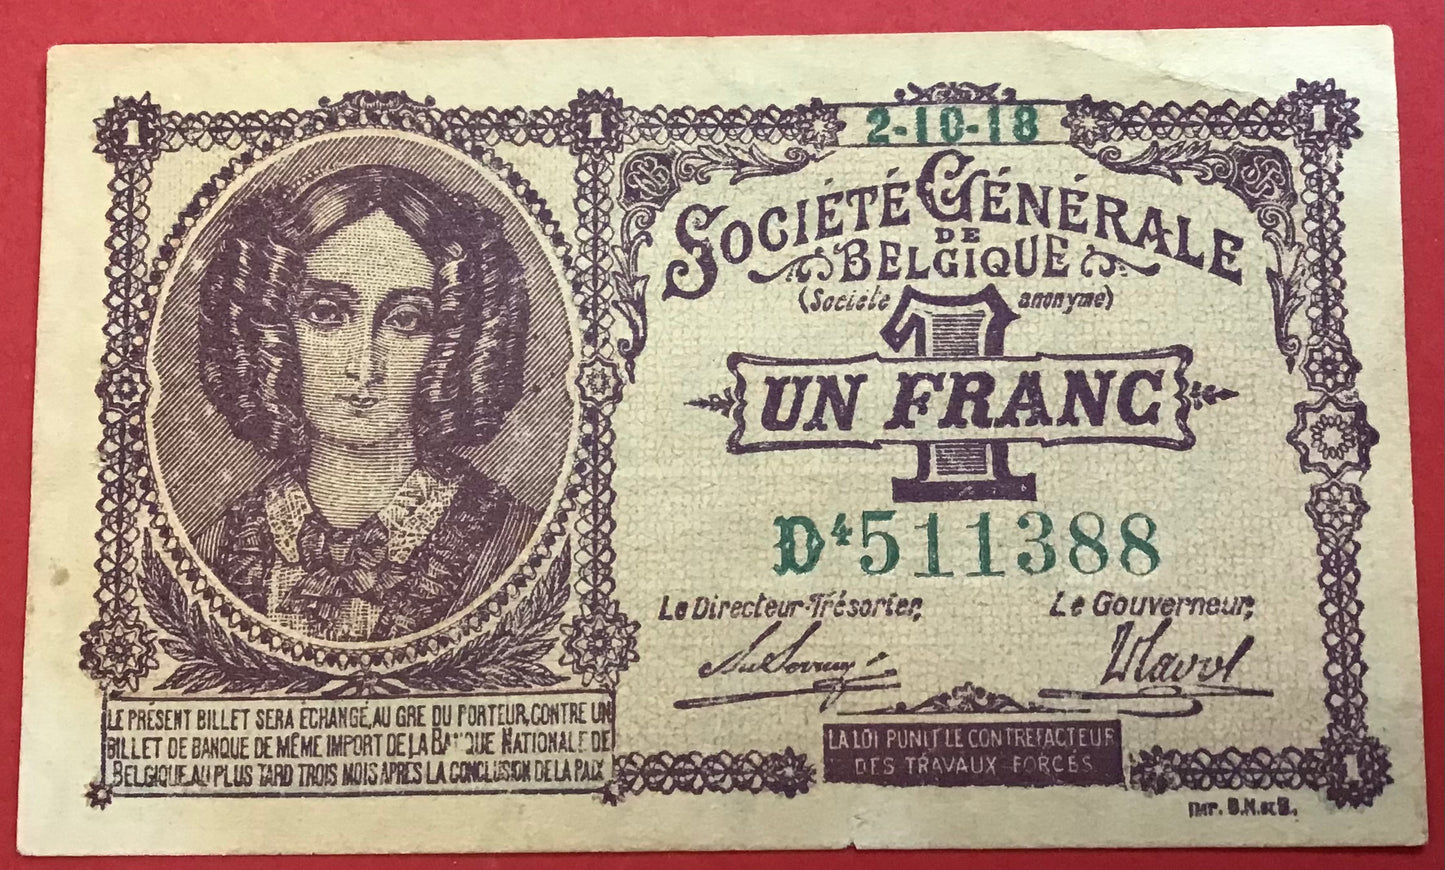 1 1 1
2-10-18
SOCIÉTÉ GÉNÉRALE
DE
BELGIQUE
(Société anonyme)
1
UN FRANC
D⁴511388
Le Directeur-Trésorier,
Le Gouverneur,
LE PRÉSENT BILLET SERA ÉCHANGÉ, AU GRÉ DU PORTEUR, CONTRE UN
BILLET DE BANQUE DE MÊME IMPORT DE LA BANQUE NATIONALE DE
BELGIQUE, AU PLUS TARD TROIS MOIS APRÈS LA CONCLUSION DE LA PAIX
LA LOI PUNIT LE CONTREFACTEUR
DES TRAVAUX FORCÉS
1
IMP. B.N. DE B.